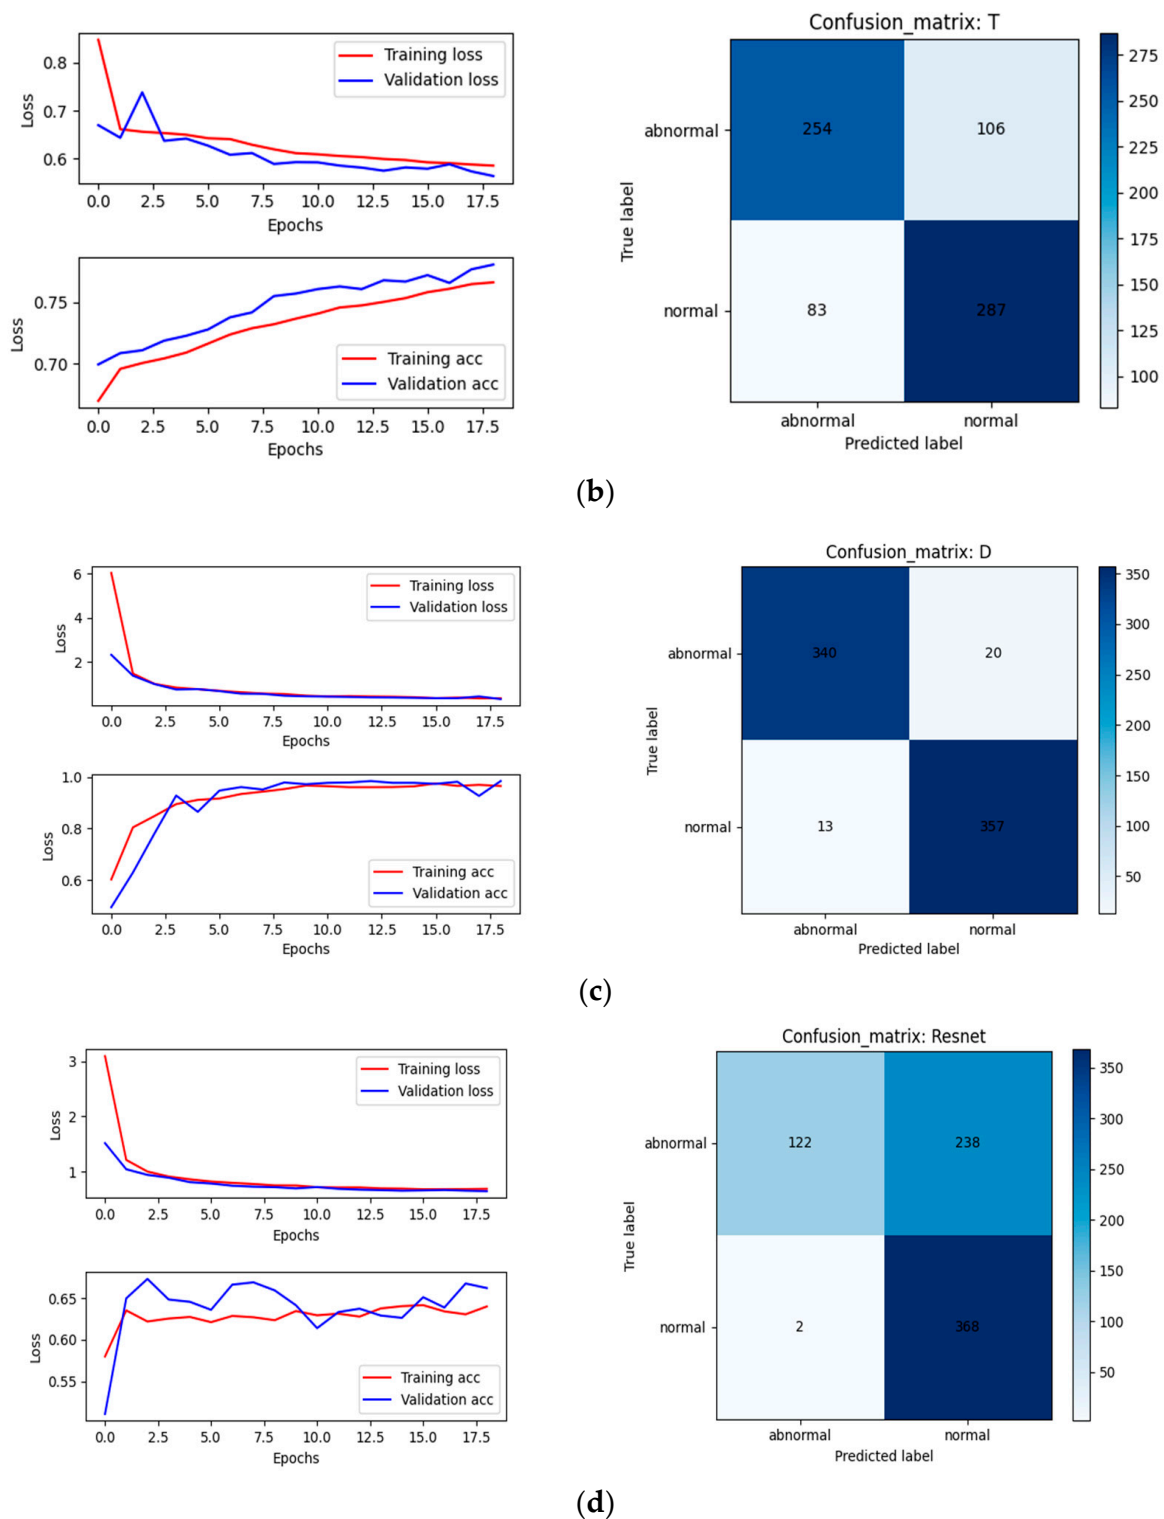 Confusion_matrix: T
0.8
0.7
0.6
Loss
Training loss
Validation loss
0.0 2.5 5.0 7.5 10.0 12.5 15.0 17.5
Epochs
0.75
0.70
Loss
Training acc
Validation acc
0.0 2.5 5.0 7.5 10.0 12.5 15.0 17.5
Epochs
True label
abnormal
normal
254 106
83 287
abnormal normal
Predicted label
275
250
225
200
175
150
125
100
(b)
Confusion_matrix: D
6
4
2
Loss
Training loss
Validation loss
0.0 2.5 5.0 7.5 10.0 12.5 15.0 17.5
Epochs
1.0
0.8
0.6
Loss
Training acc
Validation acc
0.0 2.5 5.0 7.5 10.0 12.5 15.0 17.5
Epochs
True label
abnormal
normal
340 20
13 357
abnormal normal
Predicted label
350
300
250
200
150
100
50
(c)
Confusion_matrix: Resnet
3
2
1
Loss
Training loss
Validation loss
0.0 2.5 5.0 7.5 10.0 12.5 15.0 17.5
Epochs
0.65
0.60
0.55
Loss
Training acc
Validation acc
0.0 2.5 5.0 7.5 10.0 12.5 15.0 17.5
Epochs
True label
abnormal
normal
122 238
2 368
abnormal normal
Predicted label
350
300
250
200
150
100
50
(d)